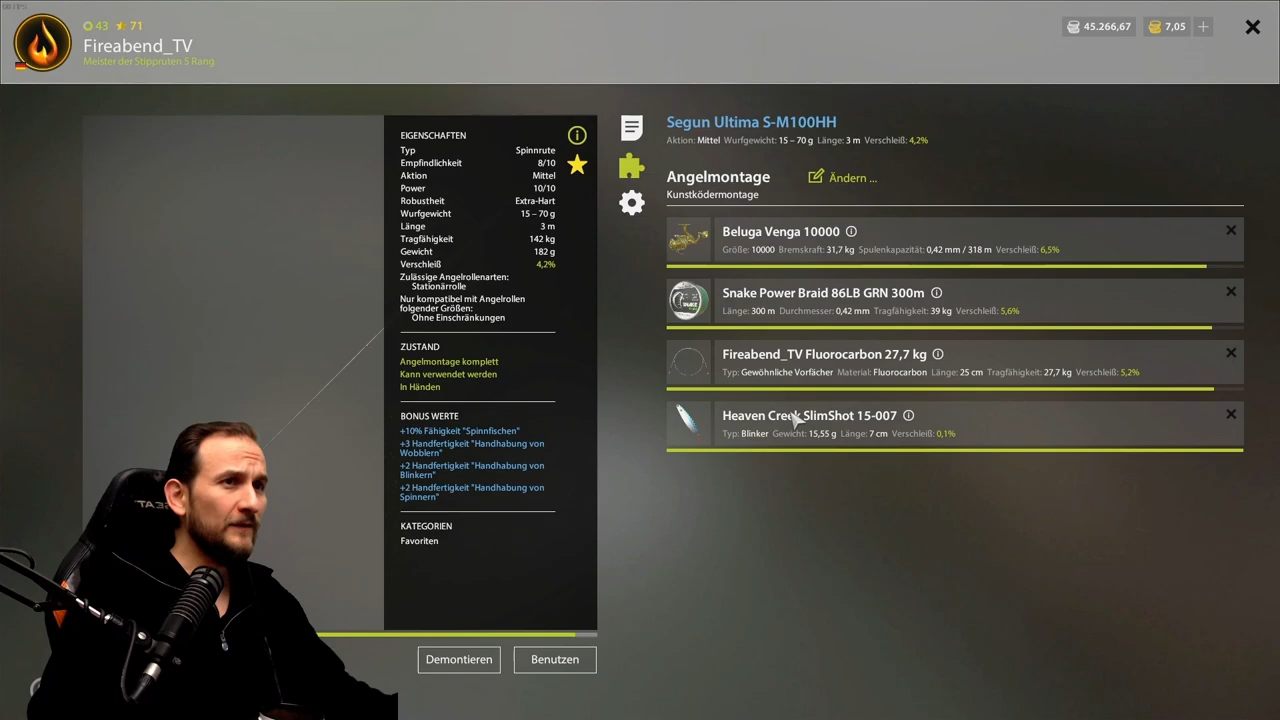 43 71
Fireabend_TV
Meister der Stippruten 5 Rang
45.266,67
7,05
EIGENSCHAFTEN
Typ Spinnrute
Empfindlichkeit 8/10
Aktion Mittel
Power 10/10
Robustheit Extra-Hart
Wurfgewicht 15 – 70 g
Länge 3 m
Tragfähigkeit 142 kg
Gewicht 182 g
Verschleiß 4,2%
Zulässige Angelrollenarten:
Stationärrolle
Nur kompatibel mit Angelrollen
folgender Größen:
Ohne Einschränkungen
ZUSTAND
Angelmontage komplett
Kann verwendet werden
In Händen
BONUS WERTE
+10% Fähigkeit "Spinnfischen"
+3 Handfertigkeit "Handhabung von
Wobblern"
+2 Handfertigkeit "Handhabung von
Blinkern"
+2 Handfertigkeit "Handhabung von
Spinnern"
KATEGORIEN
Favoriten
Demontieren
Benutzen
Segun Ultima S-M100HH
Aktion: Mittel Wurfgewicht: 15 – 70 g Länge: 3 m Verschleiß: 4,2%
Angelmontage
Ändern ...
Kunstködermontage
Beluga Venga 10000
Größe: 10000 Bremskraft: 31,7 kg Spulenkapazität: 0,42 mm / 318 m Verschleiß: 6,5%
Snake Power Braid 86LB GRN 300m
Länge: 300 m Durchmesser: 0,42 mm Tragfähigkeit: 39 kg Verschleiß: 5,6%
Fireabend_TV Fluorocarbon 27,7 kg
Typ: Gewöhnliche Vorfächer Material: Fluorocarbon Länge: 25 cm Tragfähigkeit: 27,7 kg Verschleiß: 5,2%
Heaven Creek SlimShot 15-007
Typ: Blinker Gewicht: 15,55 g Länge: 7 cm Verschleiß: 0,1%